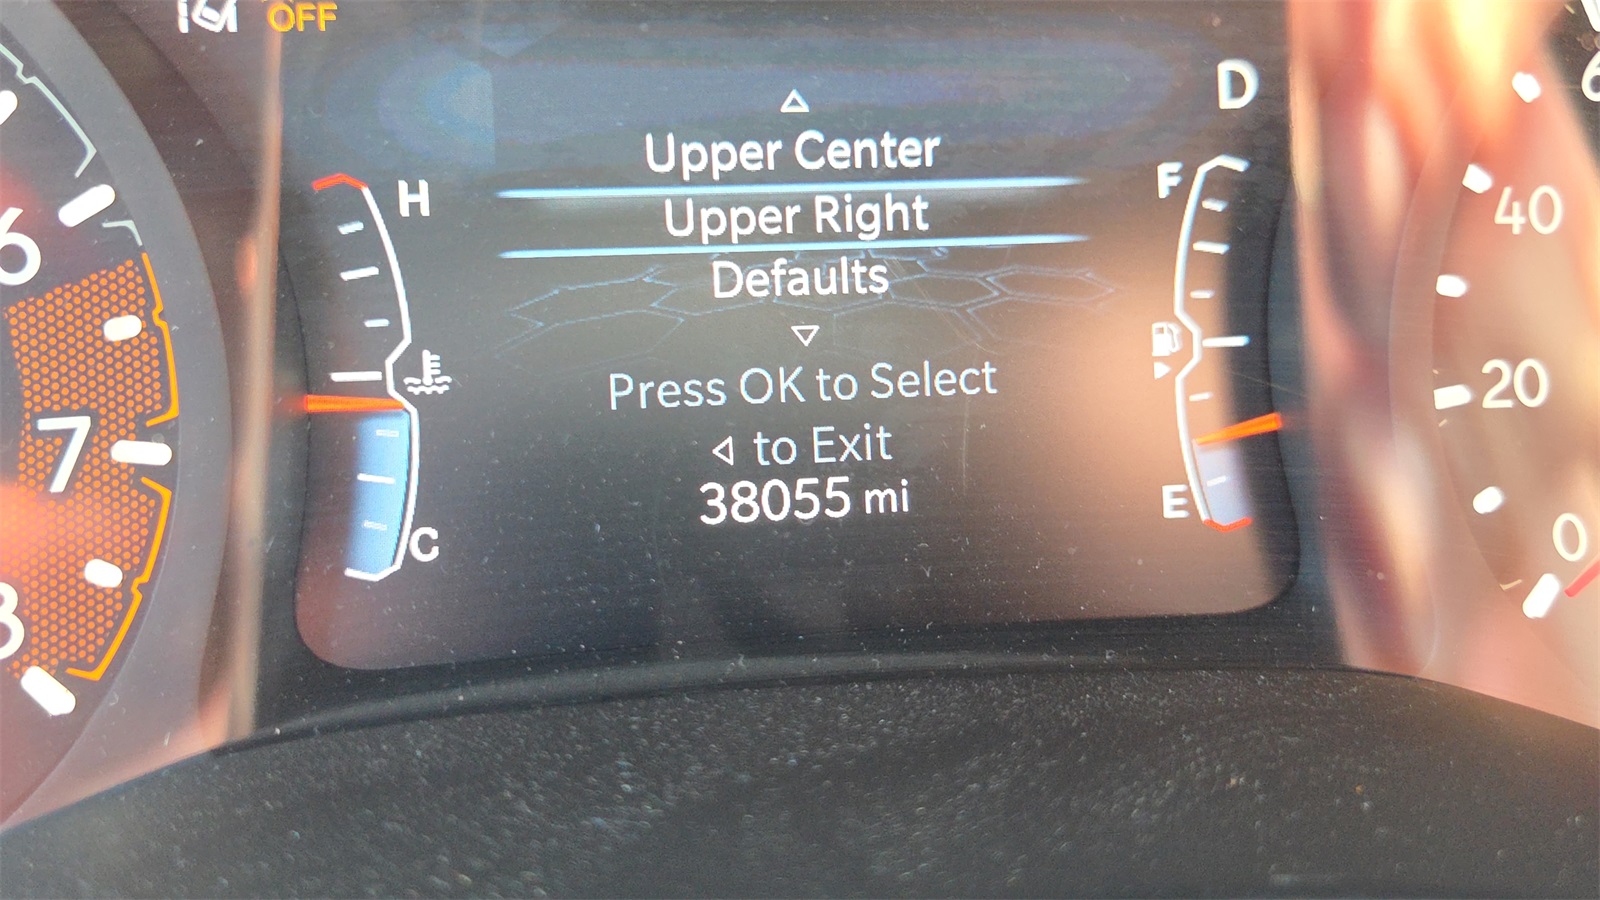 OFF
D
Upper Center
H
F
Upper Right
Defaults
Press OK to Select
to Exit
38055 mi
E
C
6
7
8
40
20
0